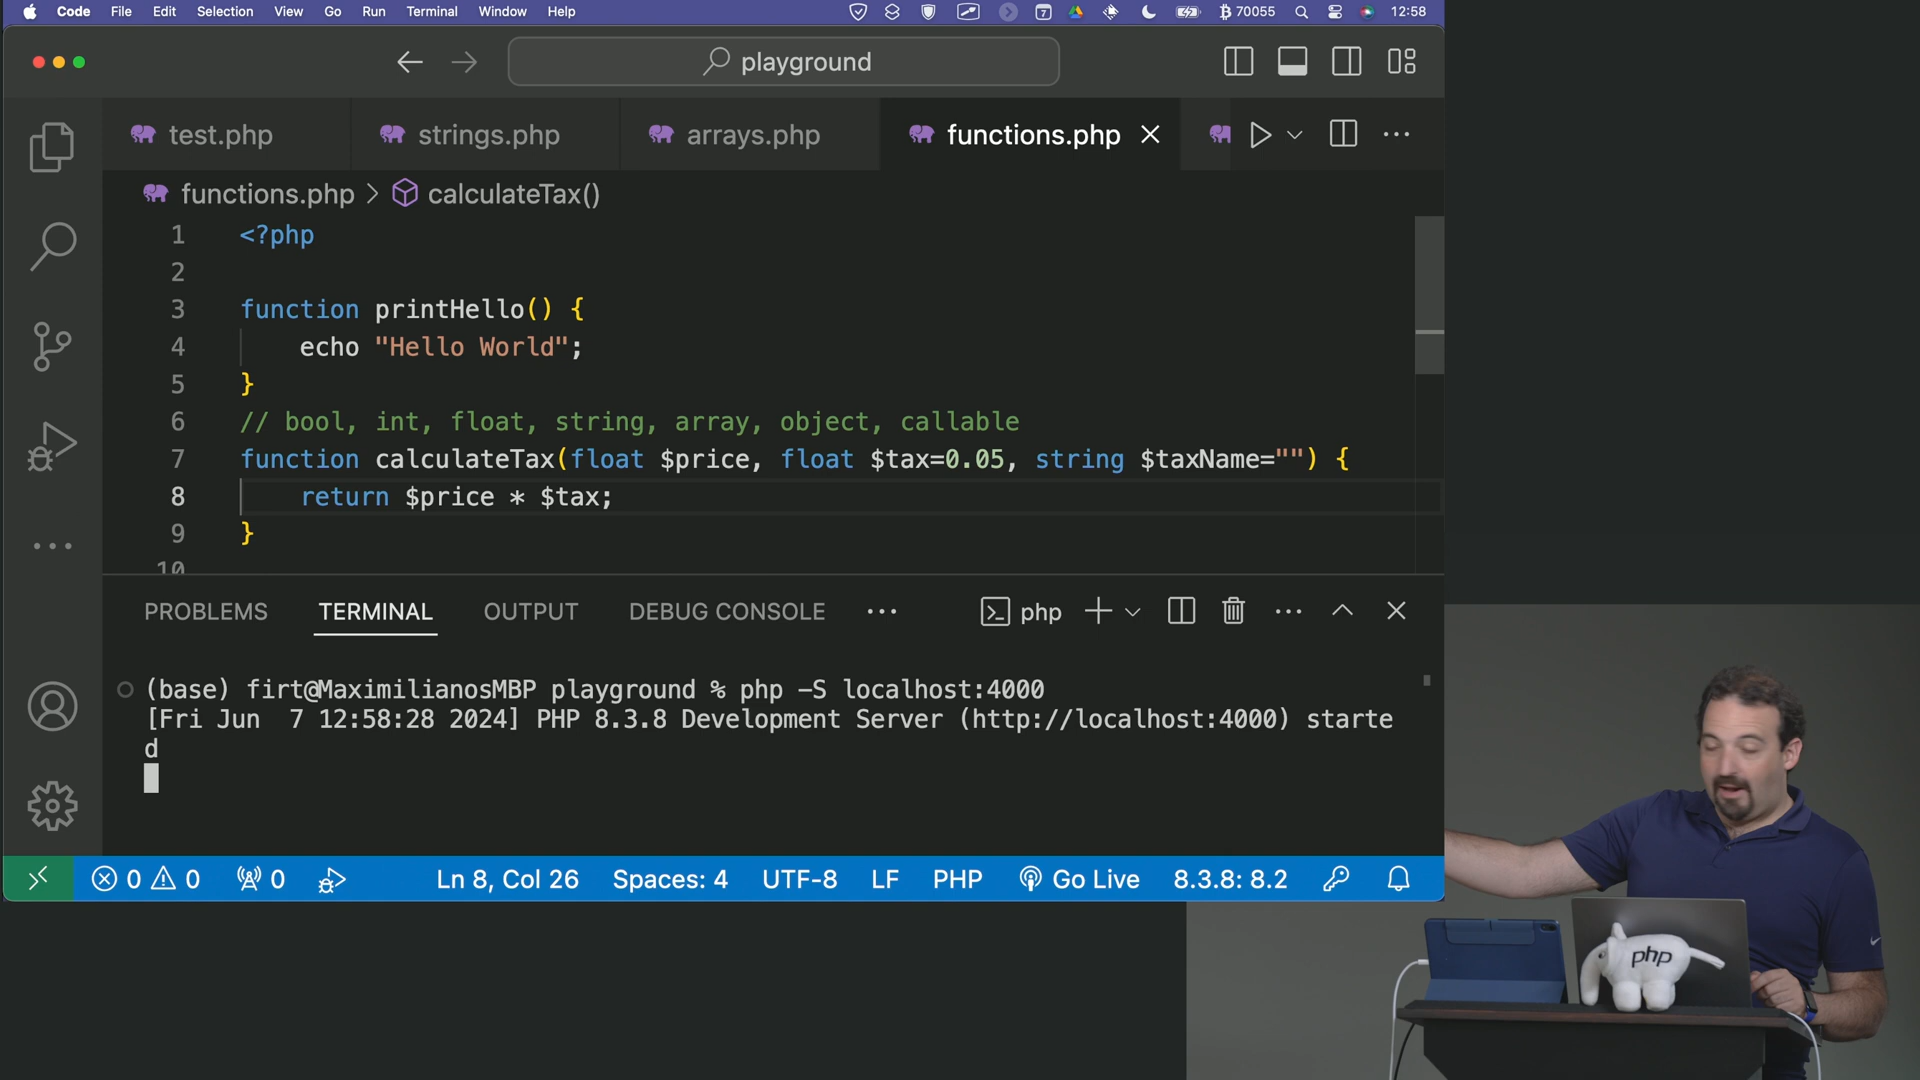 Code File Edit Selection View Go Run Terminal Window Help 7 70055 12:58
playground
test.php strings.php arrays.php functions.php
functions.php > calculateTax()
1 <?php
2
3 function printHello() {
4 echo "Hello World";
5 }
6 // bool, int, float, string, array, object, callable
7 function calculateTax(float $price, float $tax=0.05, string $taxName="") {
8 return $price * $tax;
9 }
10
PROBLEMS TERMINAL OUTPUT DEBUG CONSOLE ··· php
(base) firt@MaximilianosMBP playground % php -S localhost:4000
[Fri Jun  7 12:58:28 2024] PHP 8.3.8 Development Server (http://localhost:4000) starte
d
0 0 0 Ln 8, Col 26 Spaces: 4 UTF-8 LF PHP Go Live 8.3.8: 8.2
php